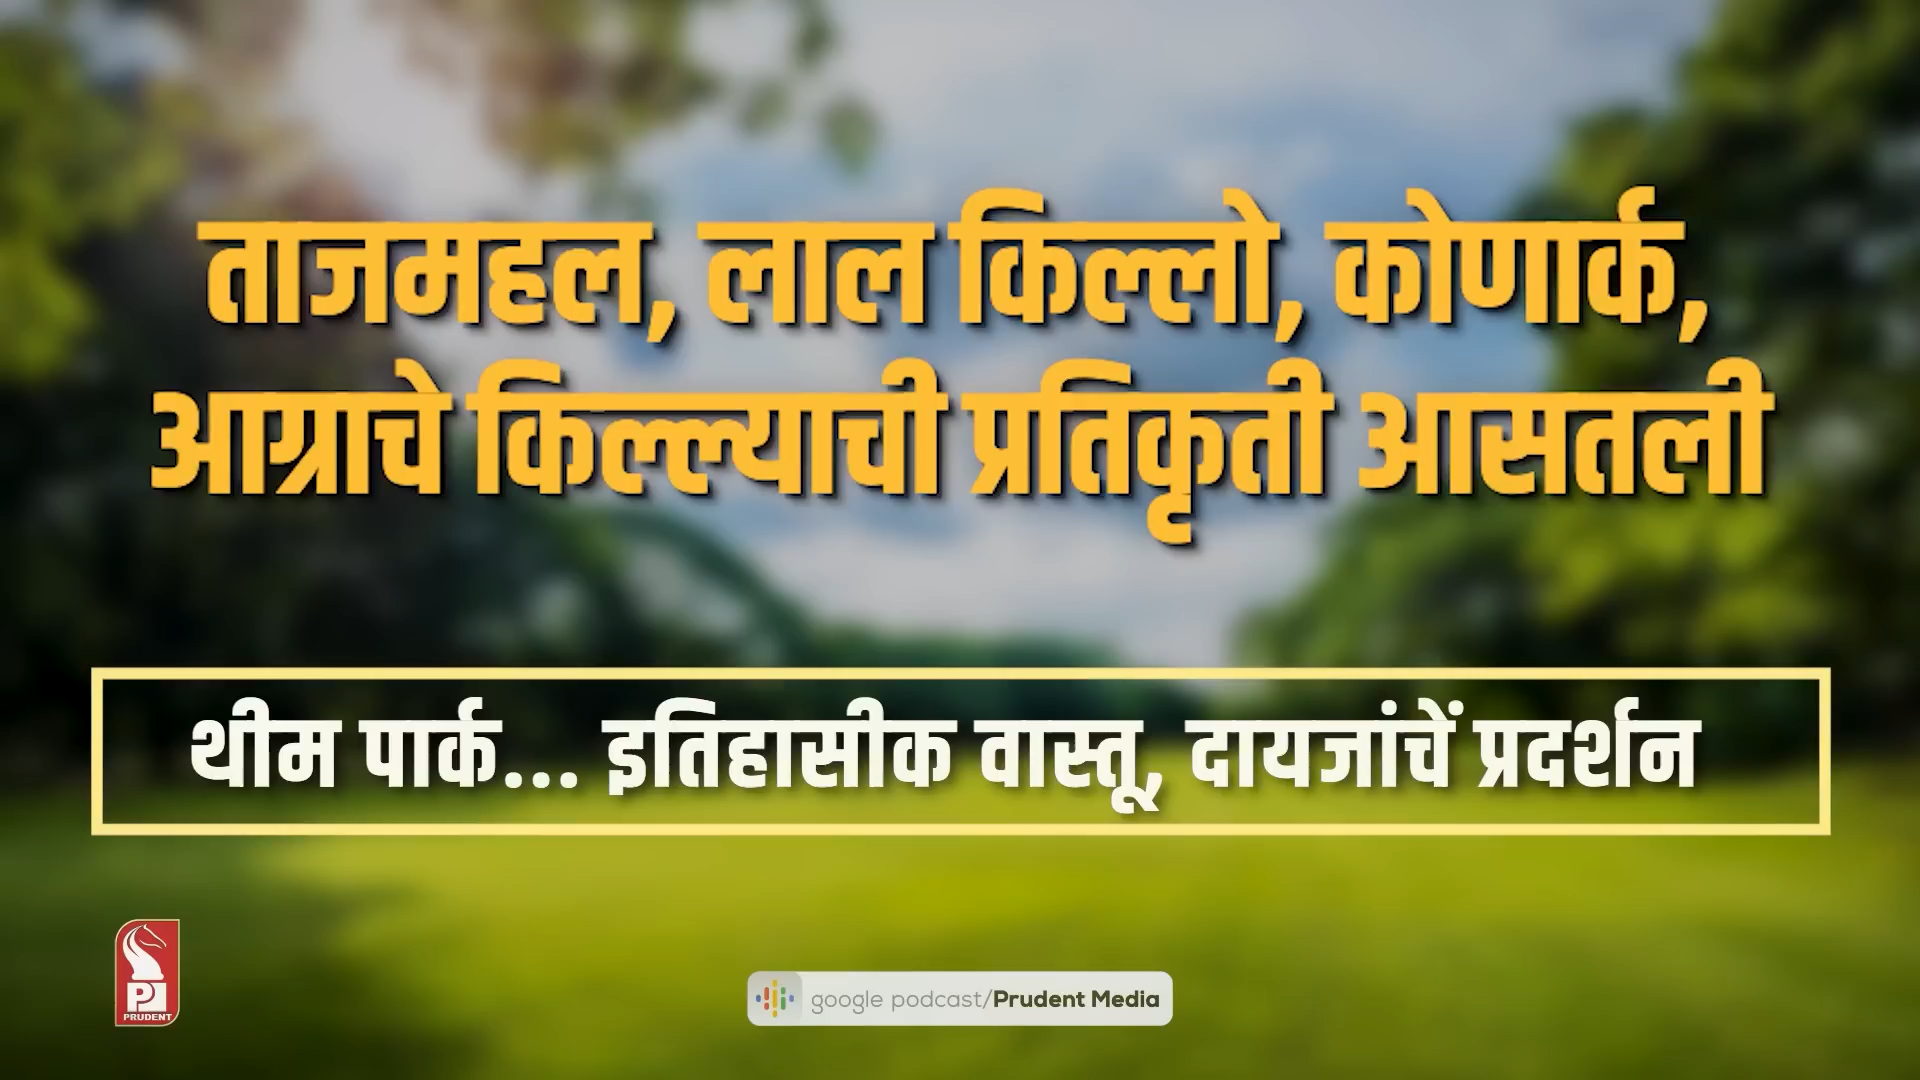 ताजमहल, लाल किल्लो, कोणार्क,
आग्राचे किल्ल्याची प्रतिकृती आसतली
थीम पार्क... इतिहासीक वास्तू, दायजांचें प्रदर्शन
P
PRUDENT
google podcast/Prudent Media